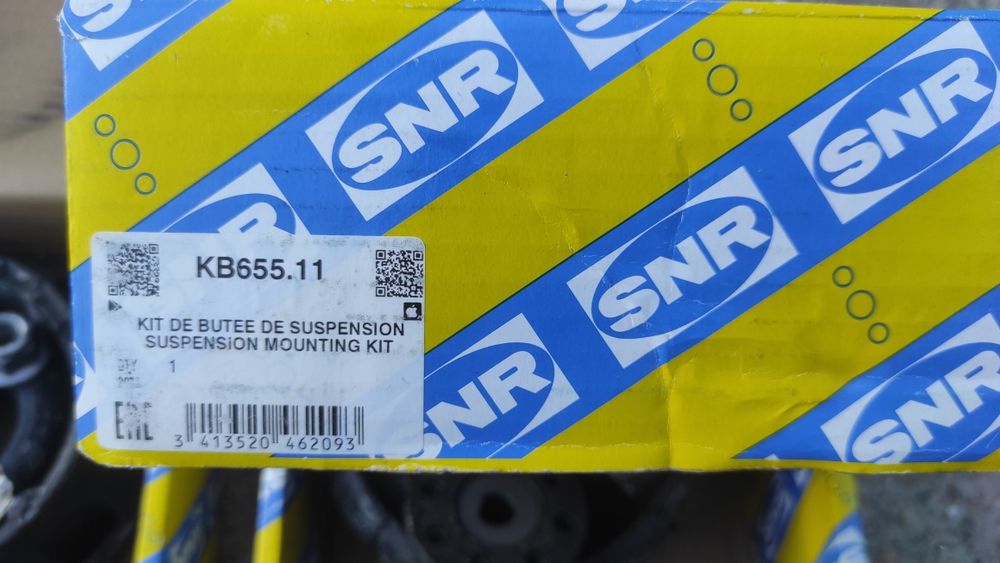 SNR
SNR
SNR
SNR
SNR
KB655.11
KIT DE BUTEE DE SUSPENSION
SUSPENSION MOUNTING KIT
QTY 1
EAC
3 413520 462093